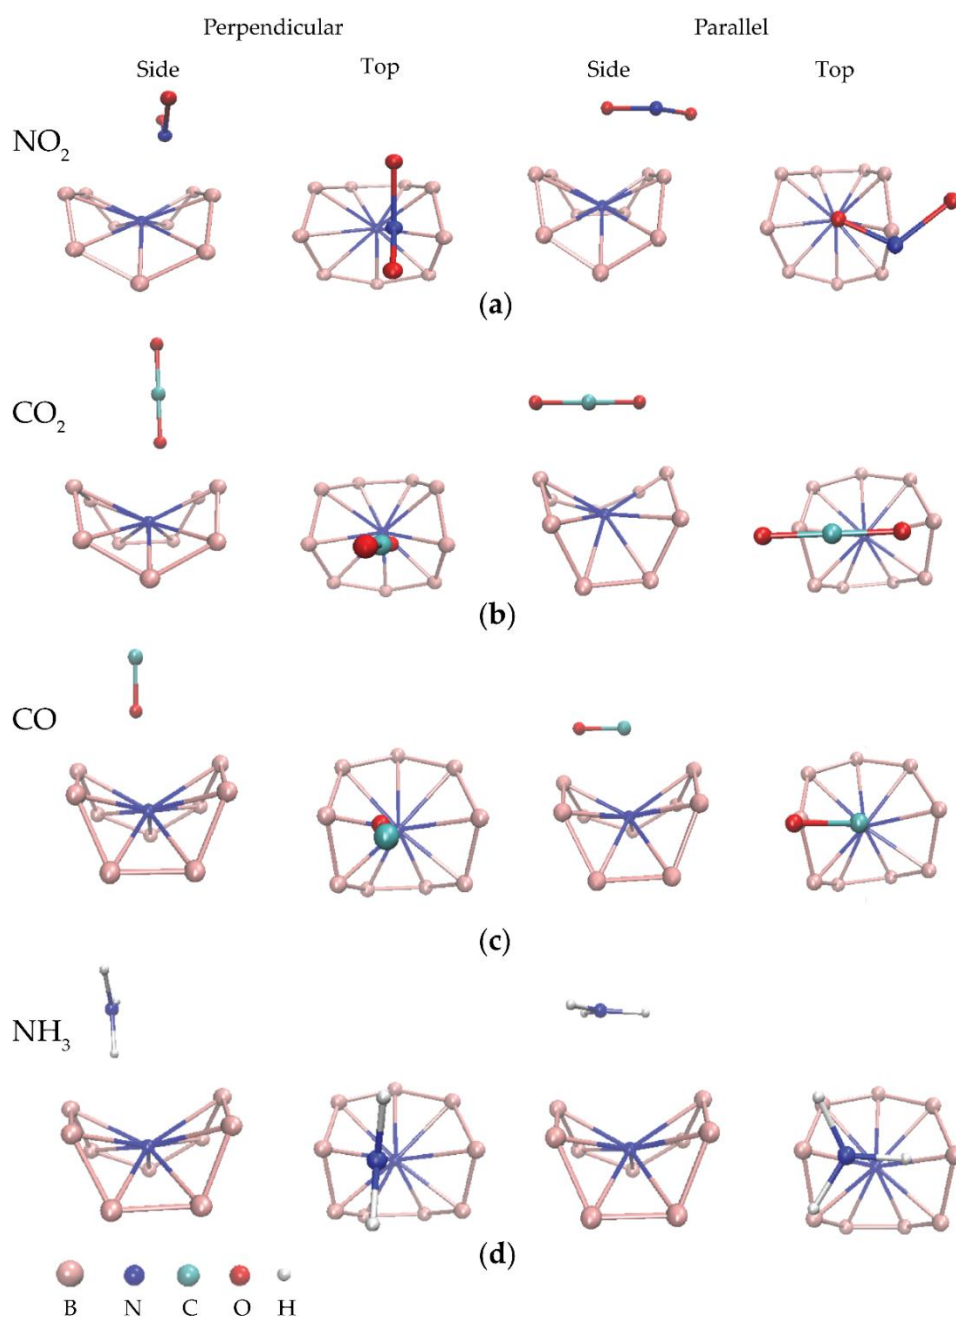 Perpendicular Parallel
Side Top Side Top
NO₂
(a)
CO₂
(b)
CO
(c)
NH₃
(d)
B N C O H